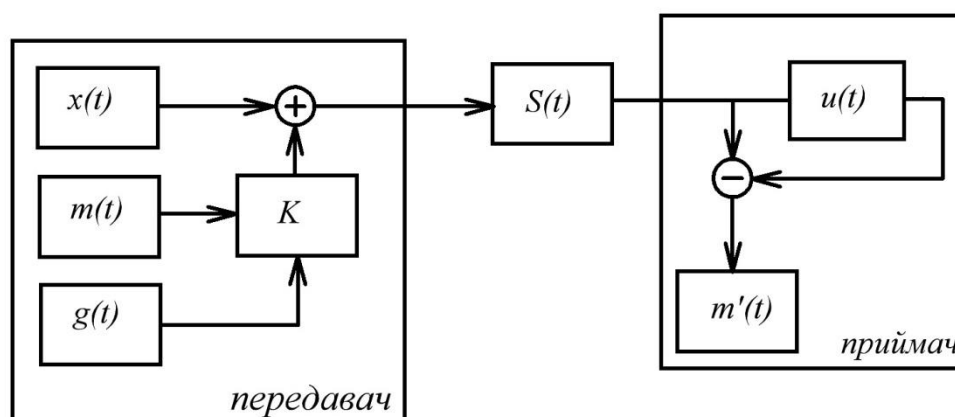 x(t)
+
S(t)
u(t)
m(t)
K
−
g(t)
m'(t)
приймач
передавач